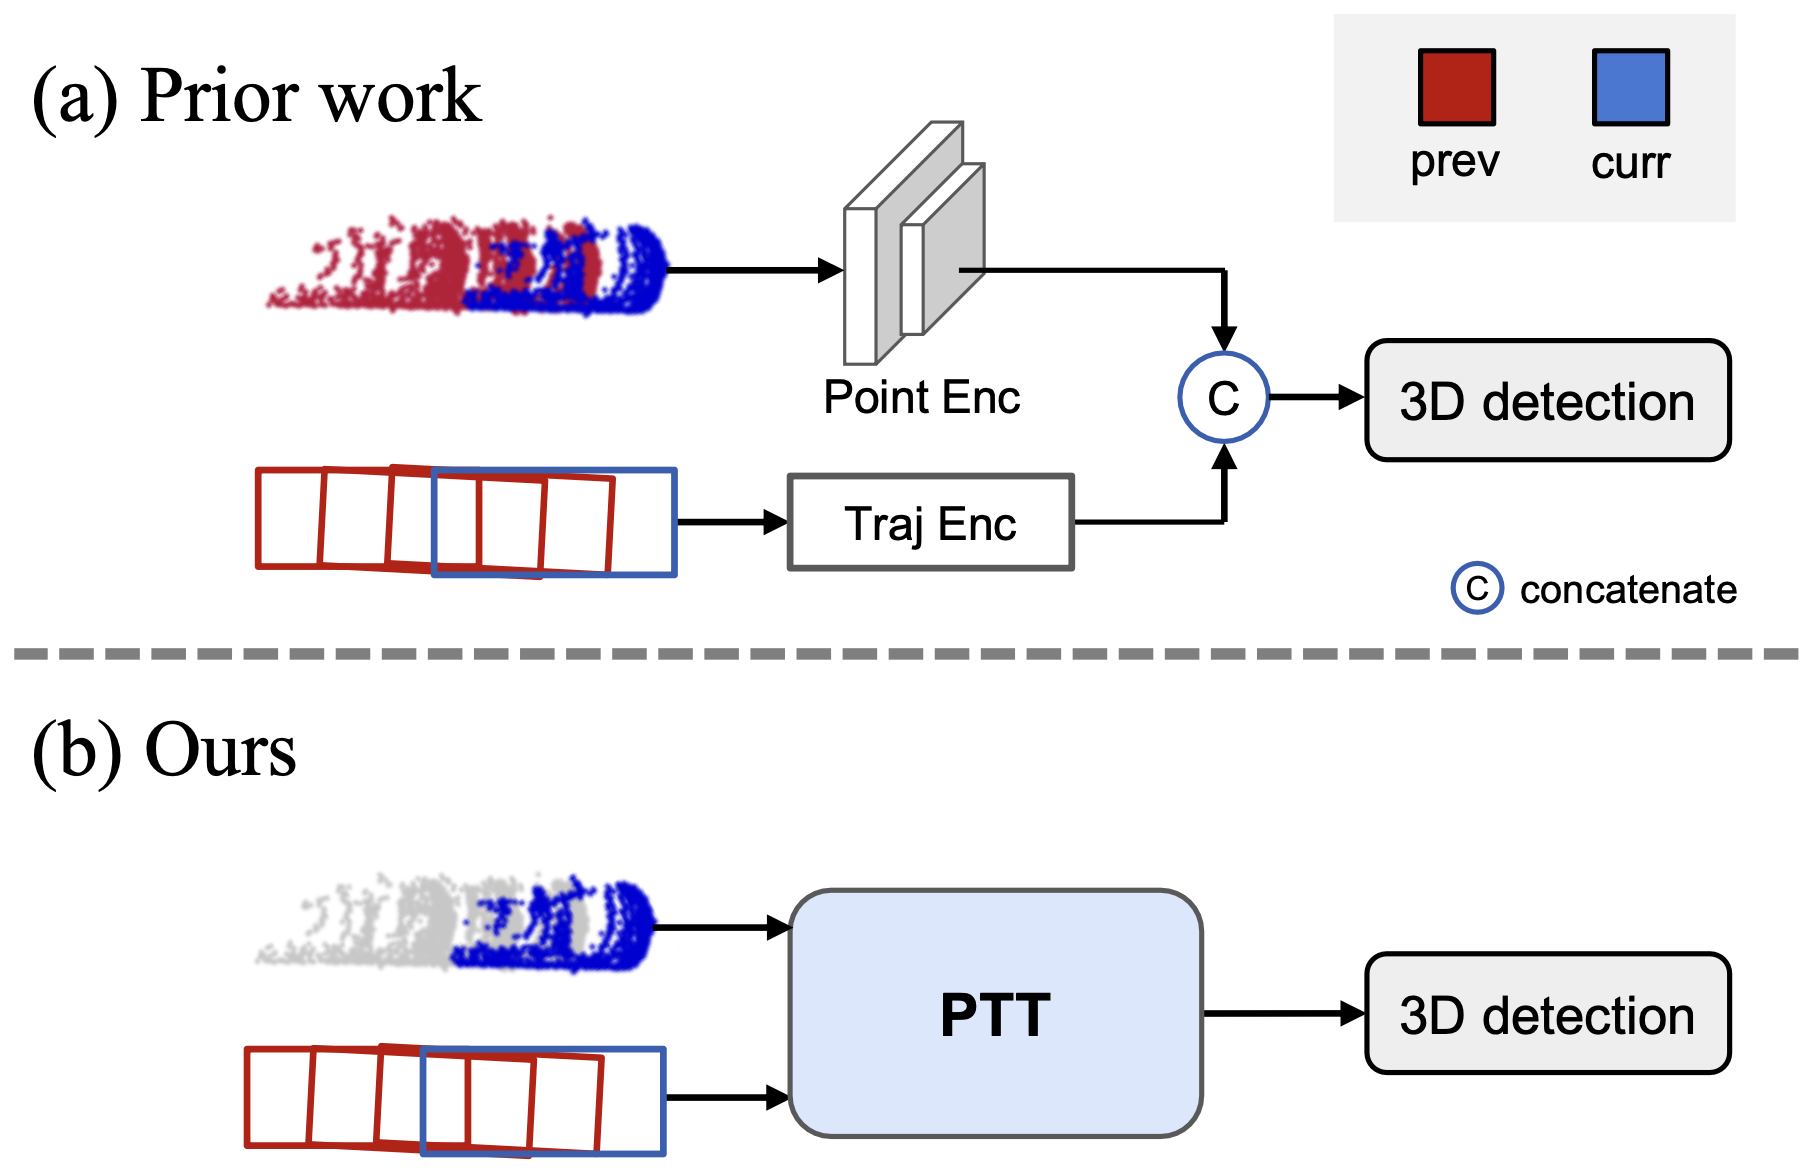 (a) Prior work
prev
curr
Point Enc
C
3D detection
Traj Enc
C concatenate
(b) Ours
PTT
3D detection